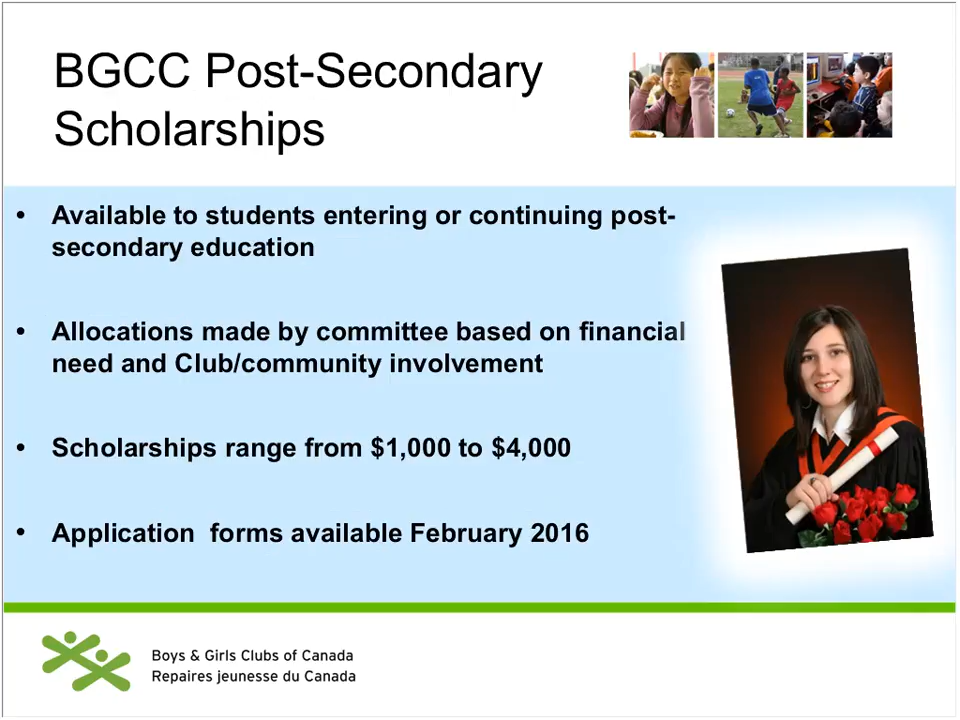 BGCC Post-Secondary
Scholarships
• Available to students entering or continuing post-
secondary education
• Allocations made by committee based on financial
need and Club/community involvement
• Scholarships range from $1,000 to $4,000
• Application  forms available February 2016
Boys & Girls Clubs of Canada
Repaires jeunesse du Canada